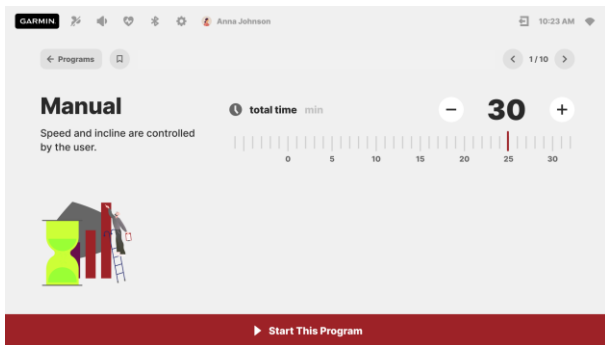 GARMIN
Anna Johnson
10:23 AM
Programs
1/10
Manual
Speed and incline are controlled
by the user.
total time min
30
0 5 10 15 20 25 30
Start This Program